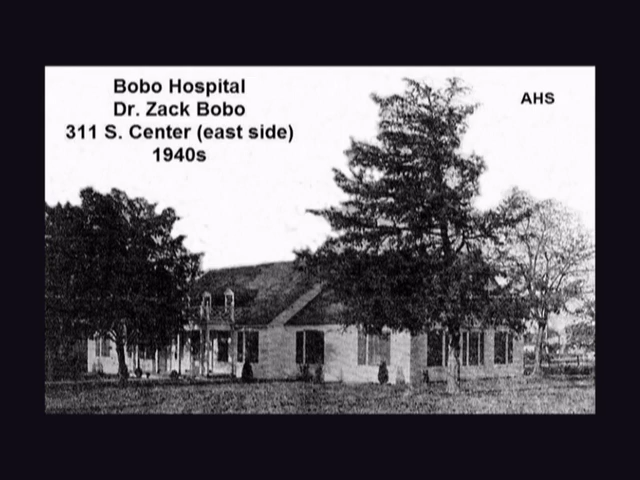 Bobo Hospital
Dr. Zack Bobo
311 S. Center (east side)
1940s
AHS